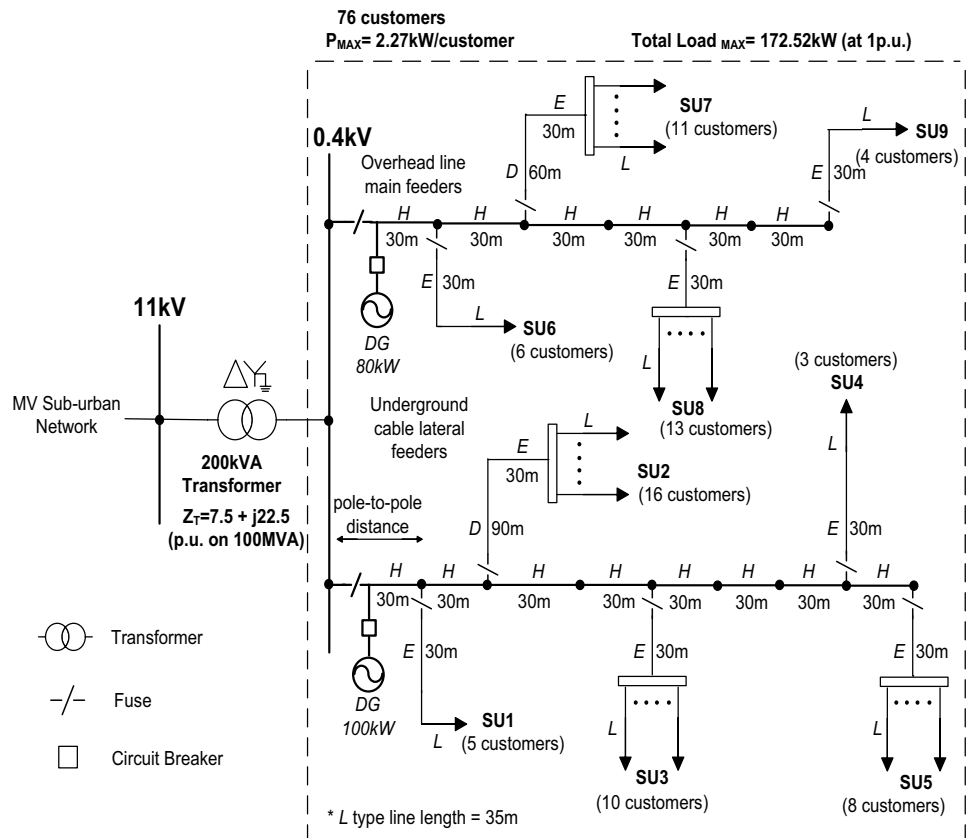 76 customers
P_MAX= 2.27kW/customer
Total Load MAX= 172.52kW (at 1p.u.)
E
30m
SU7
(11 customers)
L
L
SU9
(4 customers)
0.4kV
Overhead line
main feeders
D 60m
E 30m
H H H H H
30m 30m 30m 30m 30m
E 30m
E 30m
DG
80kW
L
SU6
(6 customers)
L
SU8
(13 customers)
11kV
MV Sub-urban
Network
200kVA
Transformer
Z_T=7.5 + j22.5
(p.u. on 100MVA)
Underground
cable lateral
feeders
pole-to-pole
distance
E
30m
L
SU2
(16 customers)
(3 customers)
SU4
L
D 90m
E 30m
H H H H H H H
30m 30m 30m 30m 30m 30m 30m
E 30m
E 30m
E 30m
DG
100kW
L
SU1
(5 customers)
L
SU3
(10 customers)
L
SU5
(8 customers)
Transformer
Fuse
Circuit Breaker
* L type line length = 35m